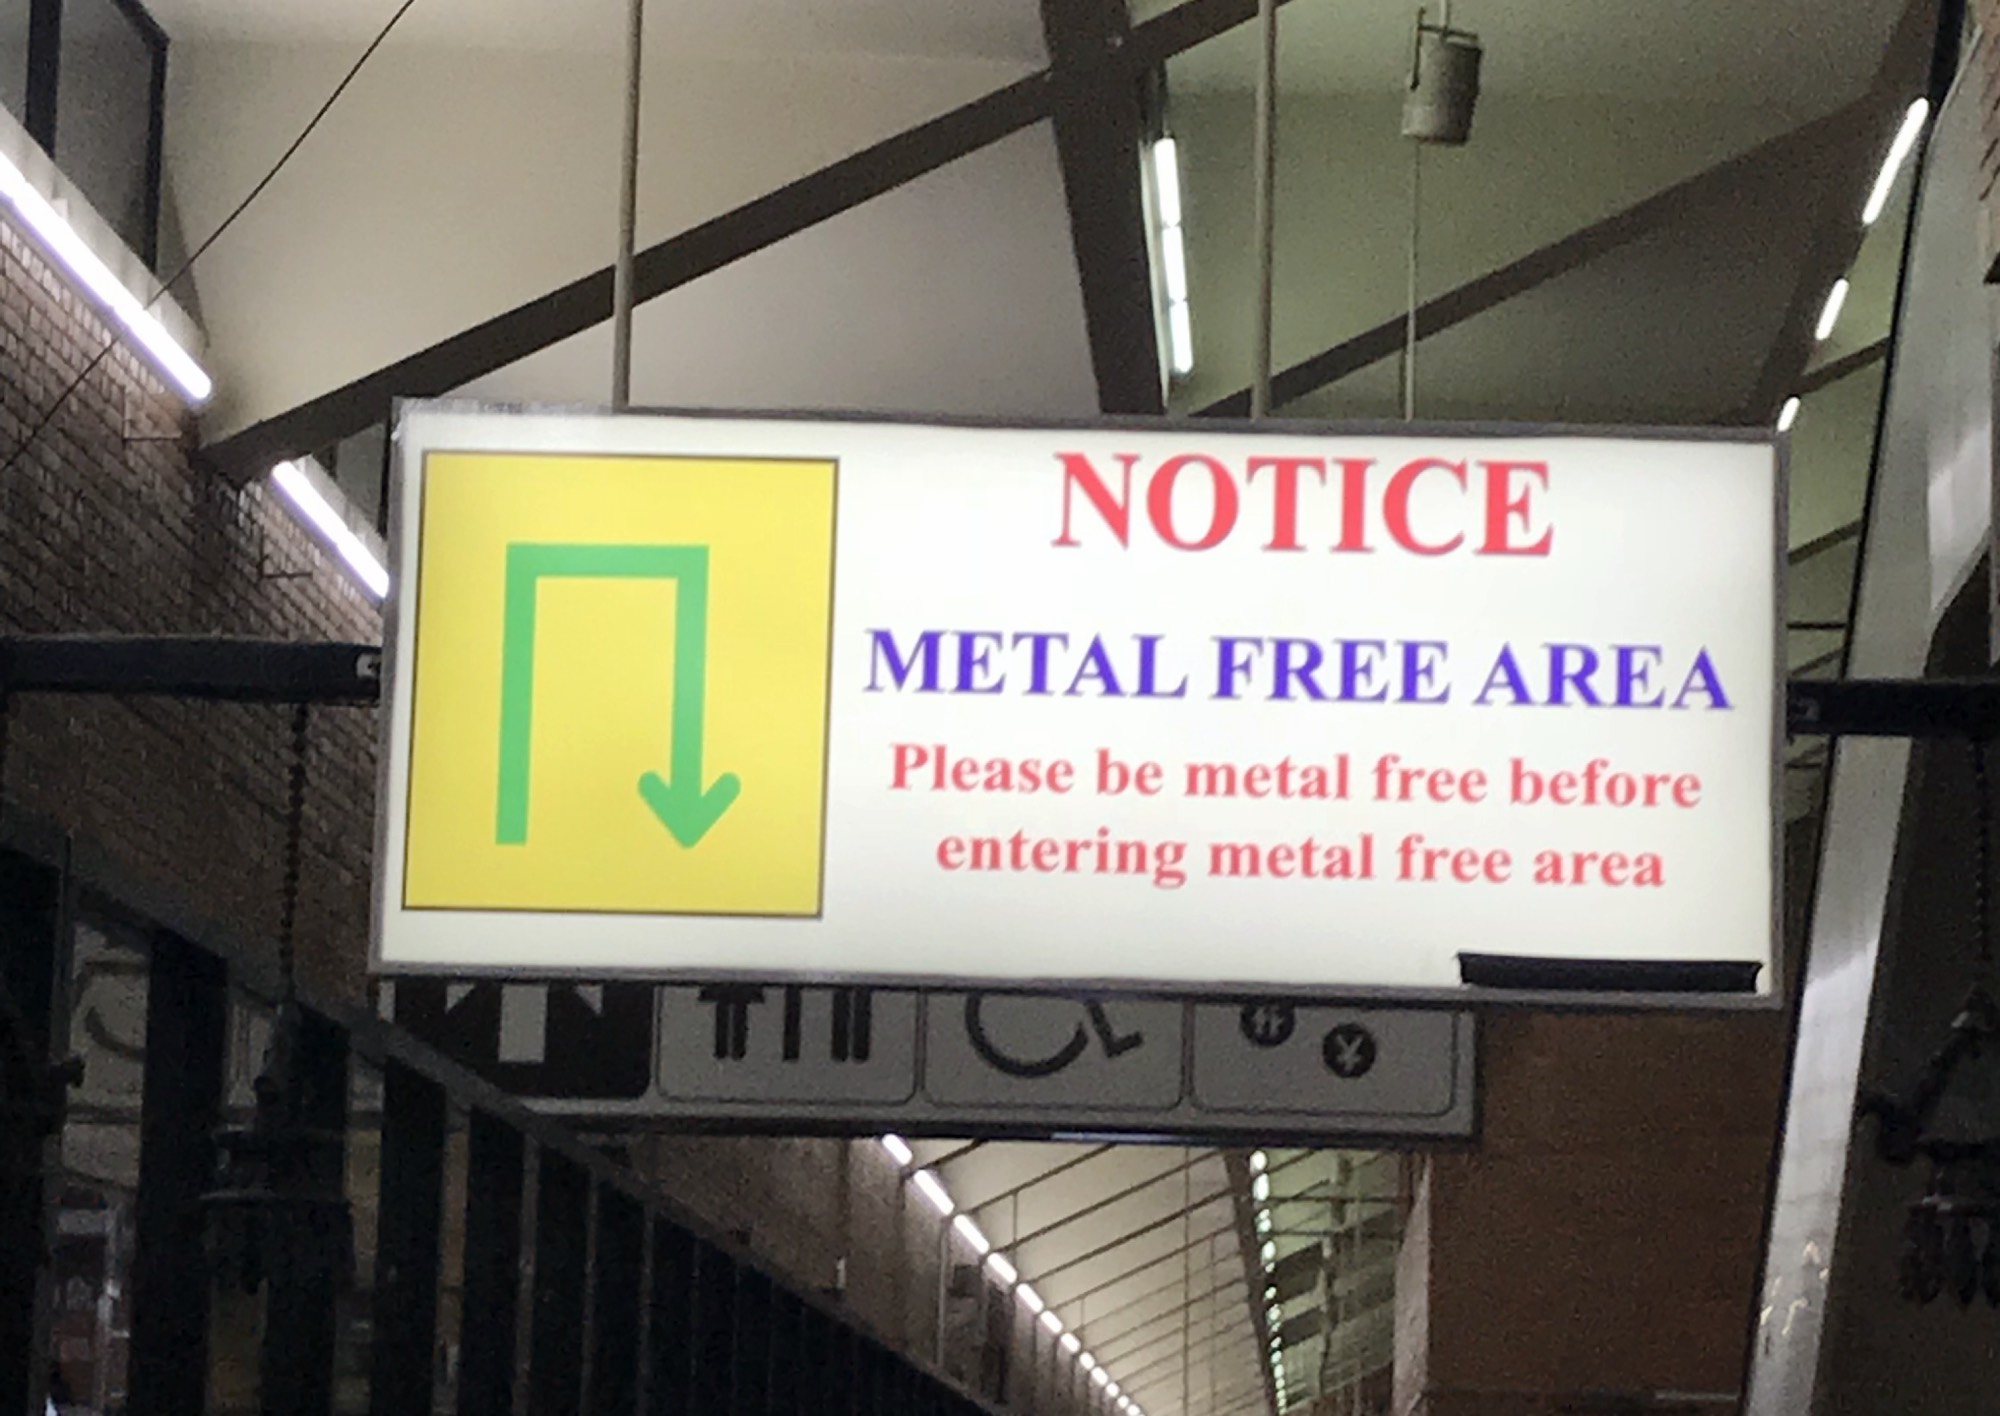 NOTICE
METAL FREE AREA
Please be metal free before
entering metal free area
¥